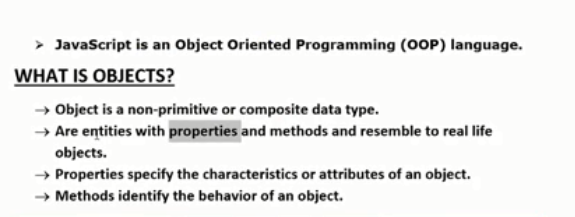 ➢ JavaScript is an Object Oriented Programming (OOP) language.
WHAT IS OBJECTS?
→ Object is a non-primitive or composite data type.
→ Are entities with properties and methods and resemble to real life
objects.
→ Properties specify the characteristics or attributes of an object.
→ Methods identify the behavior of an object.